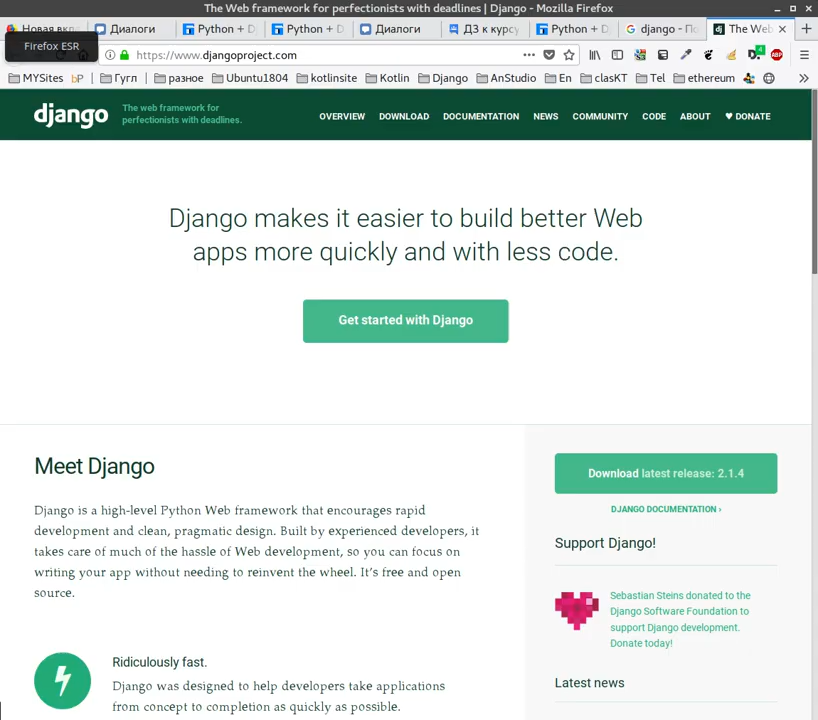 The Web framework for perfectionists with deadlines | Django - Mozilla Firefox
Новая вкл
Диалоги
Python + D
Python + D
Диалоги
ДЗ к курсу
Python + D
django - По
The Web
Firefox ESR
https://www.djangoproject.com
MYSites
bP
Гугл
разное
Ubuntu1804
kotlinsite
Kotlin
Django
AnStudio
En
clasKT
Tel
ethereum
4
ABP
django
The web framework for
perfectionists with deadlines.
OVERVIEW DOWNLOAD DOCUMENTATION NEWS COMMUNITY CODE ABOUT ♥ DONATE
Django makes it easier to build better Web
apps more quickly and with less code.
Get started with Django
Meet Django
Django is a high-level Python Web framework that encourages rapid
development and clean, pragmatic design. Built by experienced developers, it
takes care of much of the hassle of Web development, so you can focus on
writing your app without needing to reinvent the wheel. It’s free and open
source.
Ridiculously fast.
Django was designed to help developers take applications
from concept to completion as quickly as possible.
Download latest release: 2.1.4
DJANGO DOCUMENTATION ›
Support Django!
Sebastian Steins donated to the
Django Software Foundation to
support Django development.
Donate today!
Latest news